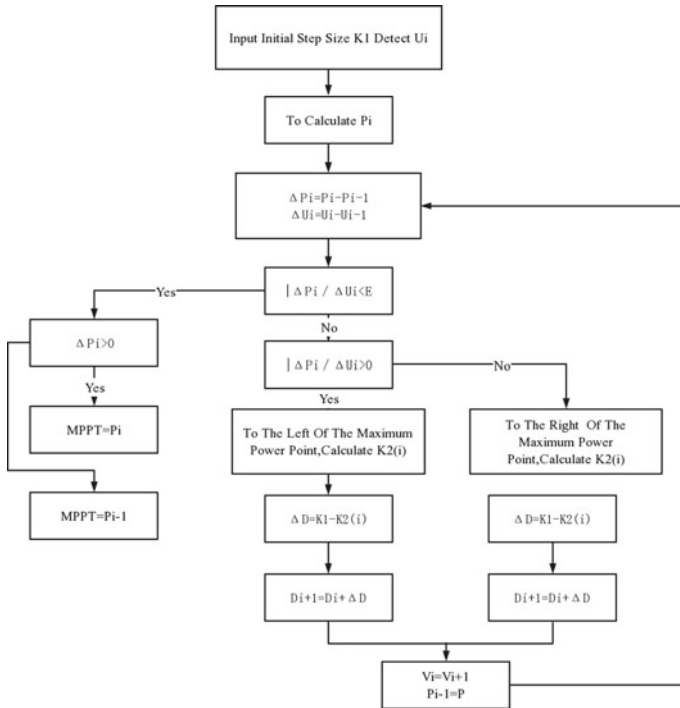 Input Initial Step Size K1 Detect Ui
To Calculate Pi
ΔPi=Pi-Pi-1
ΔUi=Ui-Ui-1
|ΔPi/ΔUi<E
Yes
No
ΔPi>0
|ΔPi/ΔUi>0
No
Yes
Yes
MPPT=Pi
To The Left Of The Maximum
Power Point,Calculate K2(i)
To The Right Of The
Maximum Power
Point,Calculate K2(i)
MPPT=Pi-1
ΔD=K1-K2(i)
ΔD=K1-K2(i)
Di+1=Di+ΔD
Di+1=Di+ΔD
Vi=Vi+1
Pi-1=P